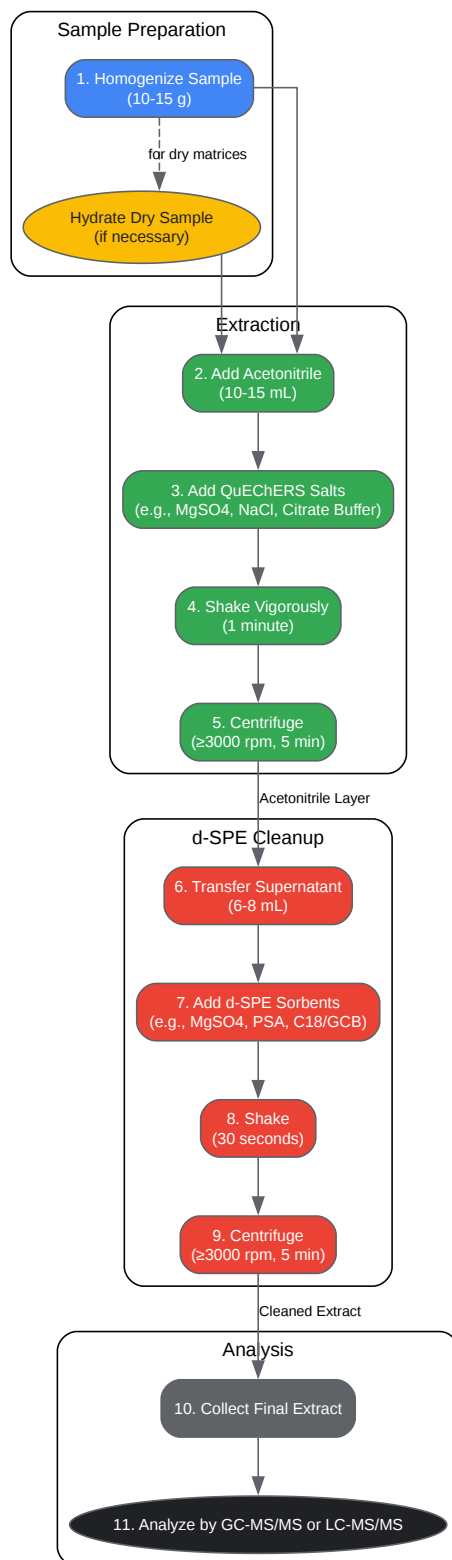 Sample Preparation
1. Homogenize Sample
(10-15 g)
for dry matrices
Hydrate Dry Sample
(if necessary)
Extraction
2. Add Acetonitrile
(10-15 mL)
3. Add QuEChERS Salts
(e.g., MgSO4, NaCl, Citrate Buffer)
4. Shake Vigorously
(1 minute)
5. Centrifuge
(≥3000 rpm, 5 min)
Acetonitrile Layer
d-SPE Cleanup
6. Transfer Supernatant
(6-8 mL)
7. Add d-SPE Sorbents
(e.g., MgSO4, PSA, C18/GCB)
8. Shake
(30 seconds)
9. Centrifuge
(≥3000 rpm, 5 min)
Cleaned Extract
Analysis
10. Collect Final Extract
11. Analyze by GC-MS/MS or LC-MS/MS